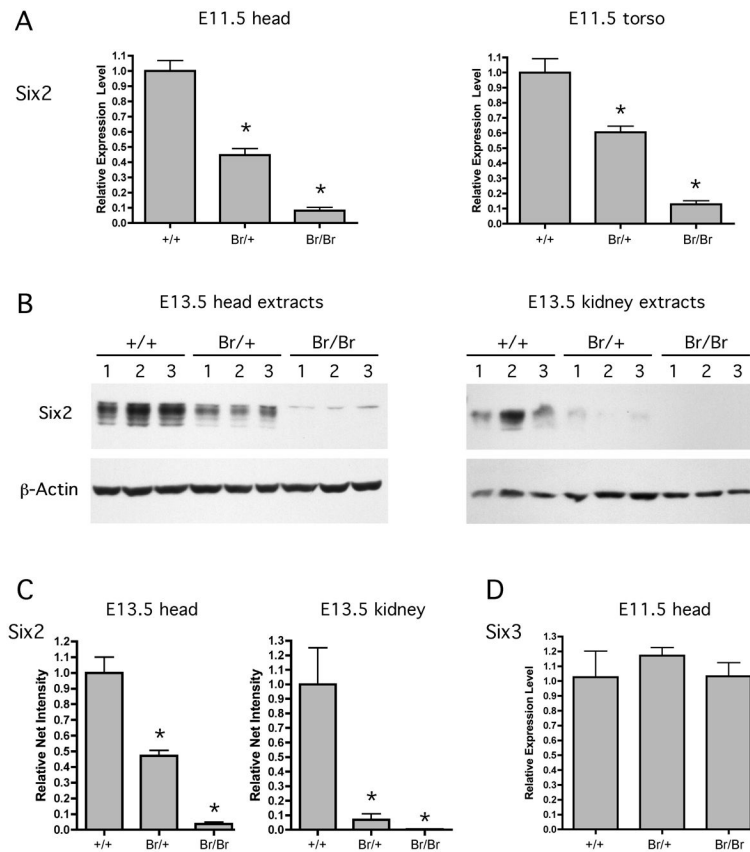 A
E11.5 head
E11.5 torso
Six2
Relative Expression Level
1.1
1.0
0.9
0.8
0.7
0.6
0.5
0.4
0.3
0.2
0.1
0.0
*
*
+/+ Br/+ Br/Br
Relative Expression Level
1.1
1.0
0.9
0.8
0.7
0.6
0.5
0.4
0.3
0.2
0.1
0.0
*
*
+/+ Br/+ Br/Br
B
E13.5 head extracts
E13.5 kidney extracts
+/+ Br/+ Br/Br
1 2 3 1 2 3 1 2 3
+/+ Br/+ Br/Br
1 2 3 1 2 3 1 2 3
Six2
β-Actin
C
E13.5 head
E13.5 kidney
Six2
Relative Net Intensity
1.2
1.1
1.0
0.9
0.8
0.7
0.6
0.5
0.4
0.3
0.2
0.1
0.0
*
*
+/+ Br/+ Br/Br
Relative Net Intensity
1.3
1.2
1.1
1.0
0.9
0.8
0.7
0.6
0.5
0.4
0.3
0.2
0.1
0.0
*
*
+/+ Br/+ Br/Br
D
E11.5 head
Six3
Relative Expression Level
1.3
1.2
1.1
1.0
0.9
0.8
0.7
0.6
0.5
0.4
0.3
0.2
0.1
0.0
+/+ Br/+ Br/Br